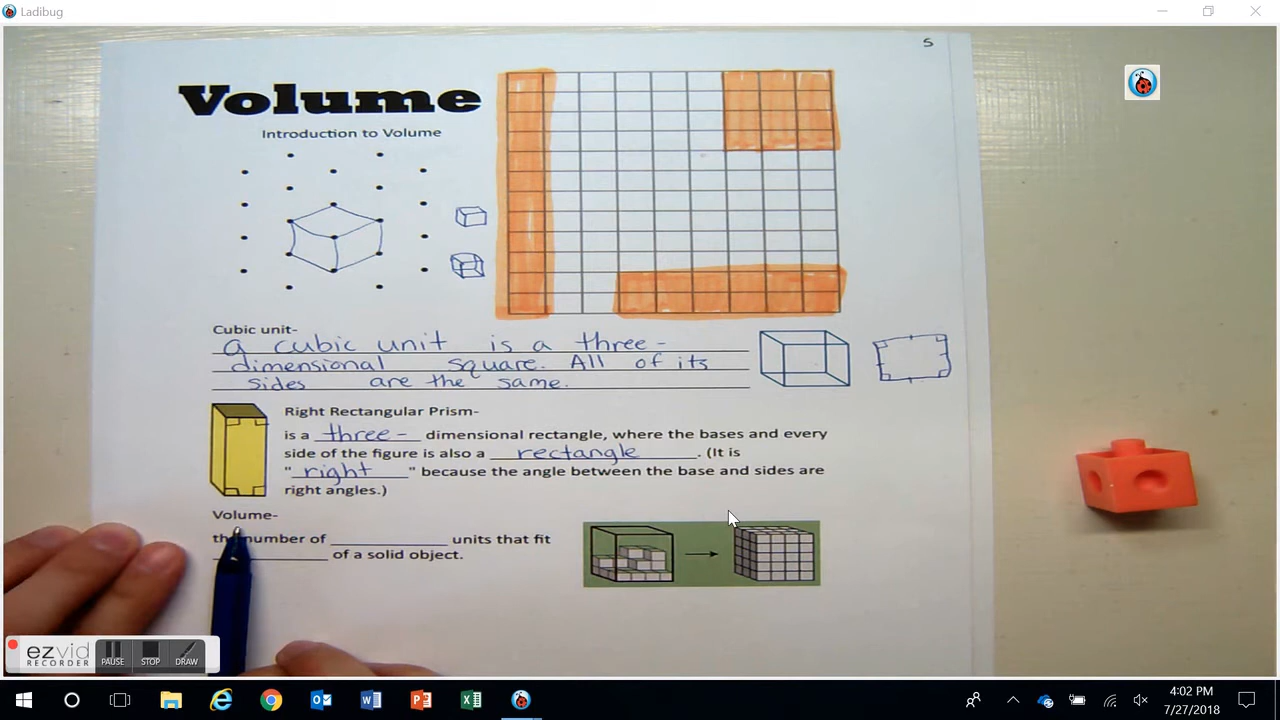 Ladibug
5
Volume
Introduction to Volume
Cubic unit-
a cubic unit is a three-
dimensional square. All of its
sides are the same.
Right Rectangular Prism-
is a three- dimensional rectangle, where the bases and every
side of the figure is also a rectangle. (It is
"right" because the angle between the base and sides are
right angles.)
Volume-
the number of __________ units that fit
__________ of a solid object.
ezvid
RECORDER
PAUSE
STOP
DRAW
4:02 PM
7/27/2018